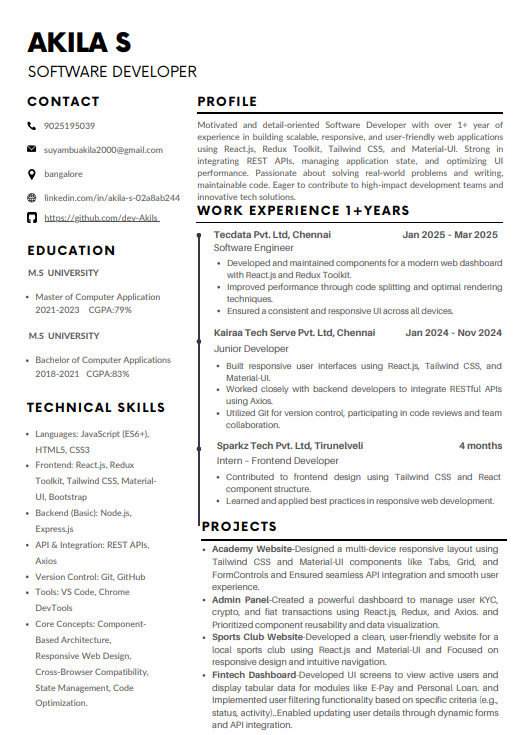 AKILA S
SOFTWARE DEVELOPER
CONTACT
9025195039
suyambuakila2000@gmail.com
bangalore
linkedin.com/in/akila-s-02a8ab244
https://github.com/dev-Akils
EDUCATION
M.S UNIVERSITY
• Master of Computer Application
2021-2023 CGPA:79%
M.S UNIVERSITY
• Bachelor of Computer Applications
2018-2021 CGPA:83%
TECHNICAL SKILLS
• Languages: JavaScript (ES6+),
HTML5, CSS3
• Frontend: React.js, Redux
Toolkit, Tailwind CSS, Material-
UI, Bootstrap
• Backend (Basic): Node.js,
Express.js
• API & Integration: REST APIs,
Axios
• Version Control: Git, GitHub
• Tools: VS Code, Chrome
DevTools
• Core Concepts: Component-
Based Architecture,
Responsive Web Design,
Cross-Browser Compatibility,
State Management, Code
Optimization.
PROFILE
Motivated and detail-oriented Software Developer with over 1+ year of
experience in building scalable, responsive, and user-friendly web applications
using React.js, Redux Toolkit, Tailwind CSS, and Material-UI. Strong in
integrating REST APIs, managing application state, and optimizing UI
performance. Passionate about solving real-world problems and writing,
maintainable code. Eager to contribute to high-impact development teams and
innovative tech solutions.
WORK EXPERIENCE 1+YEARS
Tecdata Pvt. Ltd, Chennai Jan 2025 - Mar 2025
Software Engineer
• Developed and maintained components for a modern web dashboard
with React.js and Redux Toolkit.
• Improved performance through code splitting and optimal rendering
techniques.
• Ensured a consistent and responsive UI across all devices.
Kairaa Tech Serve Pvt. Ltd, Chennai Jan 2024 - Nov 2024
Junior Developer
• Built responsive user interfaces using React.js, Tailwind CSS, and
Material-UI.
• Worked closely with backend developers to integrate RESTful APIs
using Axios.
• Utilized Git for version control, participating in code reviews and team
collaboration.
Sparkz Tech Pvt. Ltd, Tirunelveli 4 months
Intern – Frontend Developer
• Contributed to frontend design using Tailwind CSS and React
component structure.
• Learned and applied best practices in responsive web development.
PROJECTS
• Academy Website-Designed a multi-device responsive layout using
Tailwind CSS and Material-UI components like Tabs, Grid, and
FormControls and Ensured seamless API integration and smooth user
experience.
• Admin Panel-Created a powerful dashboard to manage user KYC,
crypto, and fiat transactions using React.js, Redux, and Axios. and
Prioritized component reusability and data visualization.
• Sports Club Website-Developed a clean, user-friendly website for a
local sports club using React.js and Material-UI and Focused on
responsive design and intuitive navigation.
• Fintech Dashboard-Developed UI screens to view active users and
display tabular data for modules like E-Pay and Personal Loan. and
Implemented user filtering functionality based on specific criteria (e.g.,
status, activity)..Enabled updating user details through dynamic forms
and API integration.